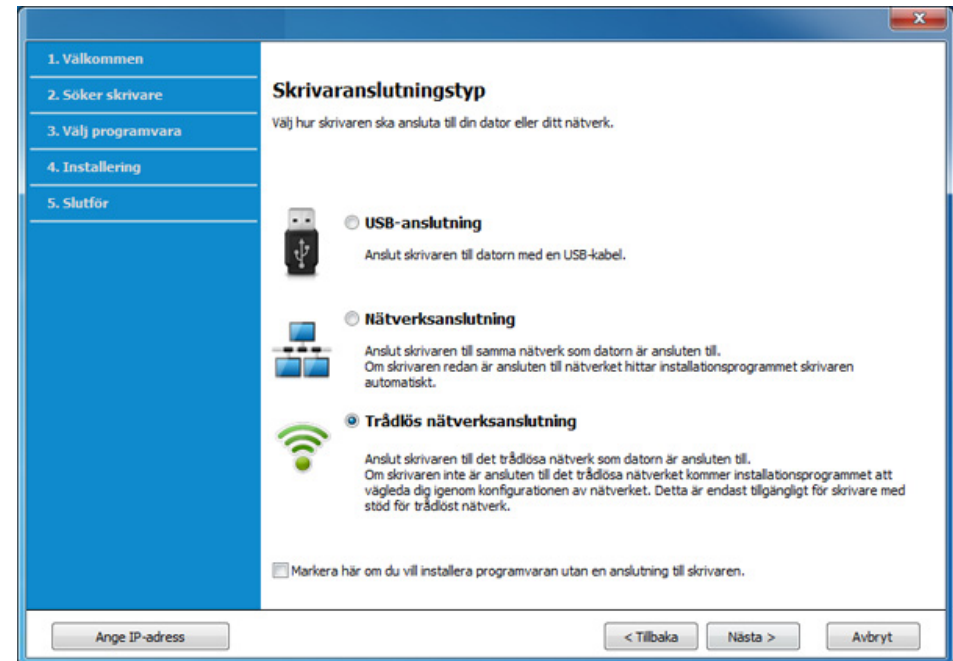 1. Välkommen
2. Söker skrivare
3. Välj programvara
4. Installering
5. Slutför
Skrivaranslutningstyp
Välj hur skrivaren ska ansluta till din dator eller ditt nätverk.
USB-anslutning
Anslut skrivaren till datorn med en USB-kabel.
Nätverksanslutning
Anslut skrivaren till samma nätverk som datorn är ansluten till.
Om skrivaren redan är ansluten till nätverket hittar installationsprogrammet skrivaren
automatiskt.
Trådlös nätverksanslutning
Anslut skrivaren till det trådlösa nätverk som datorn är ansluten till.
Om skrivaren inte är ansluten till det trådlösa nätverket kommer installationsprogrammet att
vägleda dig igenom konfigurationen av nätverket. Detta är endast tillgängligt för skrivare med
stöd för trådlöst nätverk.
Markera här om du vill installera programvaran utan en anslutning till skrivaren.
Ange IP-adress
< Tillbaka
Nästa >
Avbryt